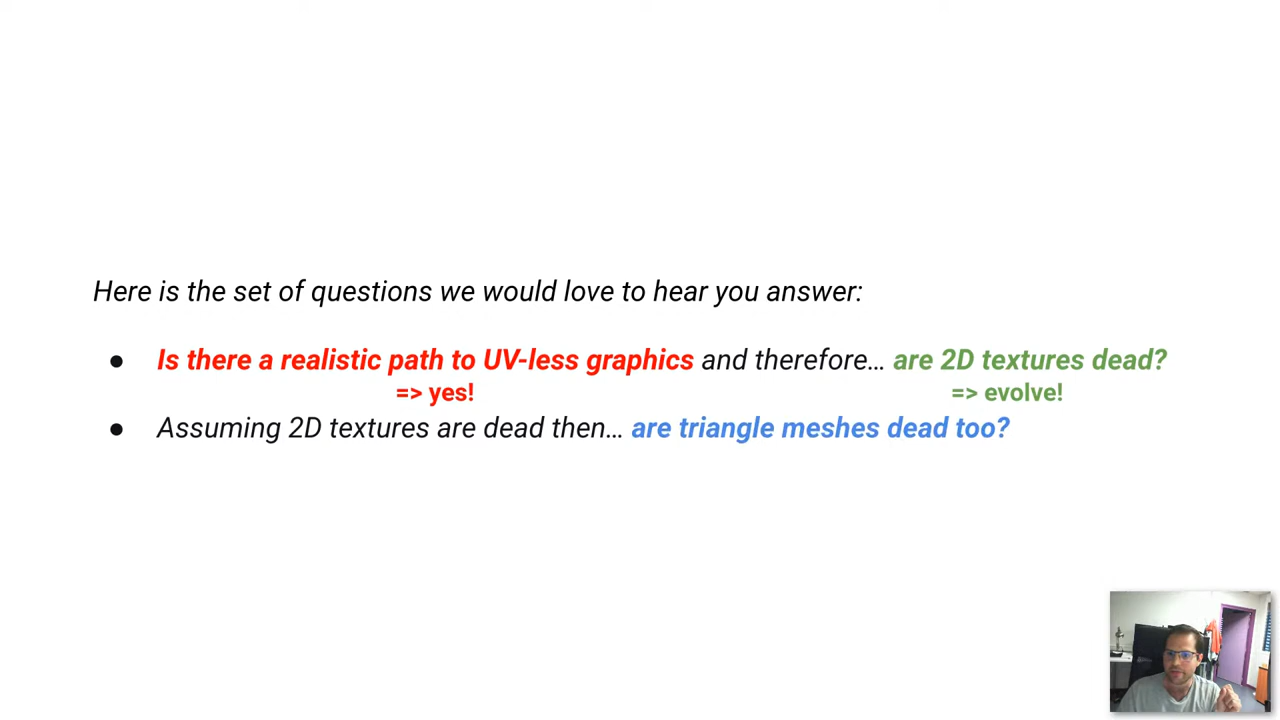 Here is the set of questions we would love to hear you answer:
● Is there a realistic path to UV-less graphics and therefore… are 2D textures dead?
=> yes! => evolve!
● Assuming 2D textures are dead then… are triangle meshes dead too?